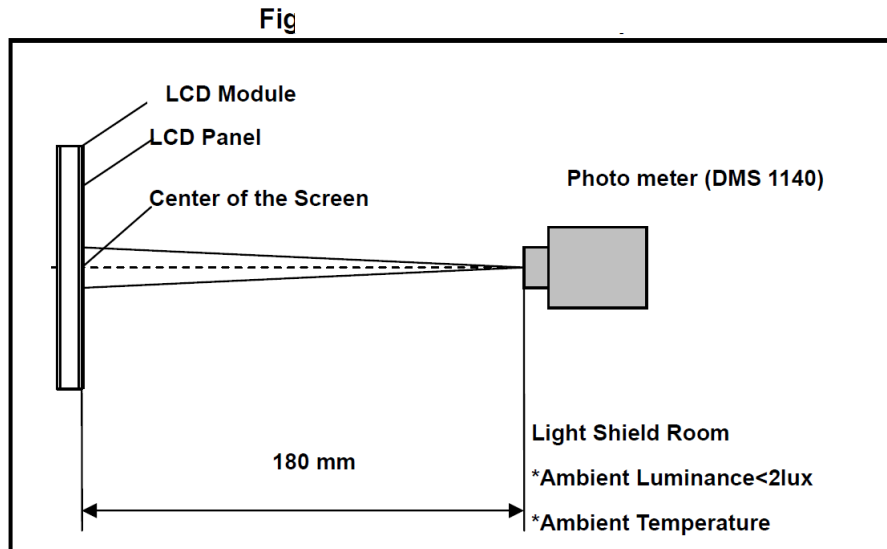 Fig
LCD Module
LCD Panel
Center of the Screen
Photo meter (DMS 1140)
180 mm
Light Shield Room
*Ambient Luminance<2lux
*Ambient Temperature